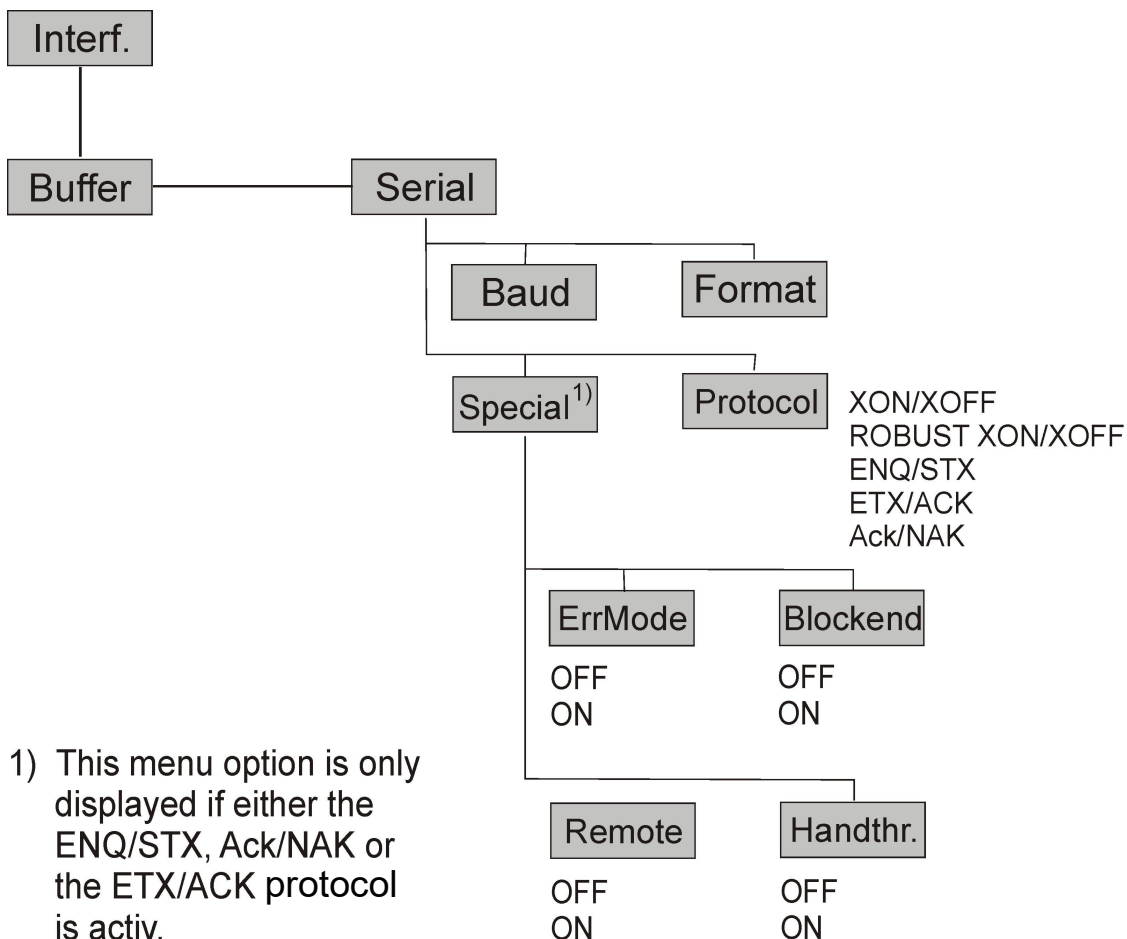 Interf.
Buffer
Serial
Baud
Format
Special1)
Protocol
XON/XOFF
ROBUST XON/XOFF
ENQ/STX
ETX/ACK
Ack/NAK
ErrMode
Blockend
OFF
ON
OFF
ON
1) This menu option is only
displayed if either the
ENQ/STX, Ack/NAK or
the ETX/ACK protocol
is activ.
Remote
Handthr.
OFF
ON
OFF
ON